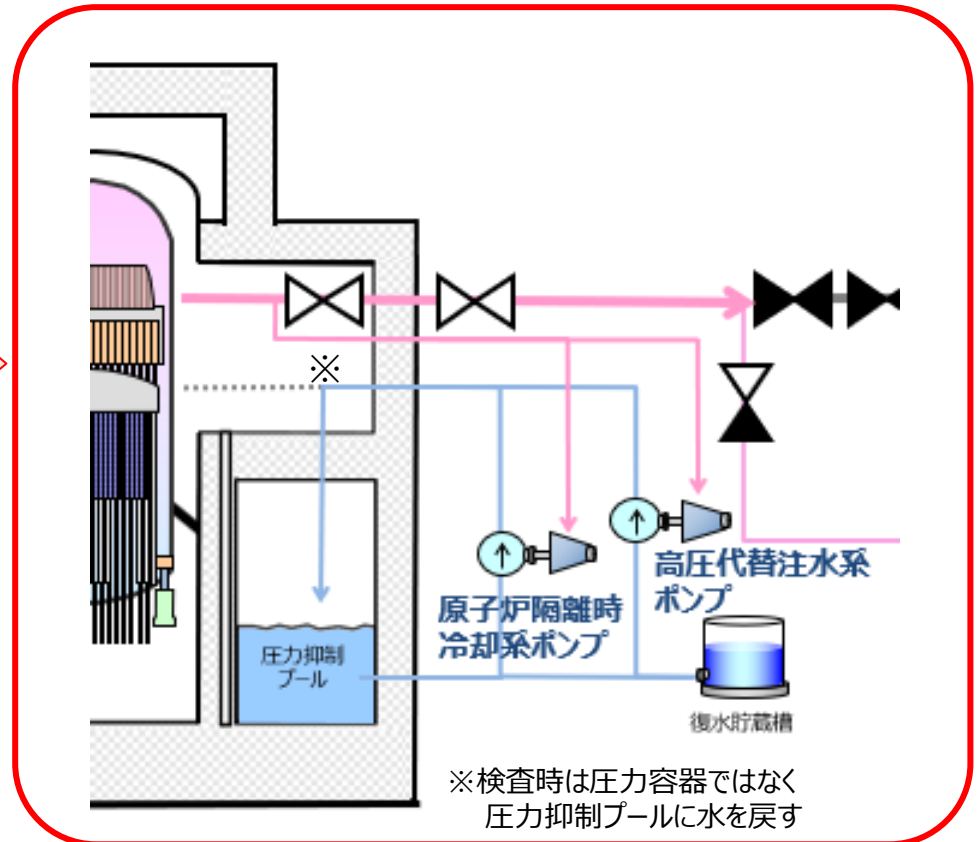 ※
高圧代替注水系
ポンプ
原子炉隔離時
冷却系ポンプ
圧力抑制
プール
復水貯蔵槽
※検査時は圧力容器ではなく
圧力抑制プールに水を戻す